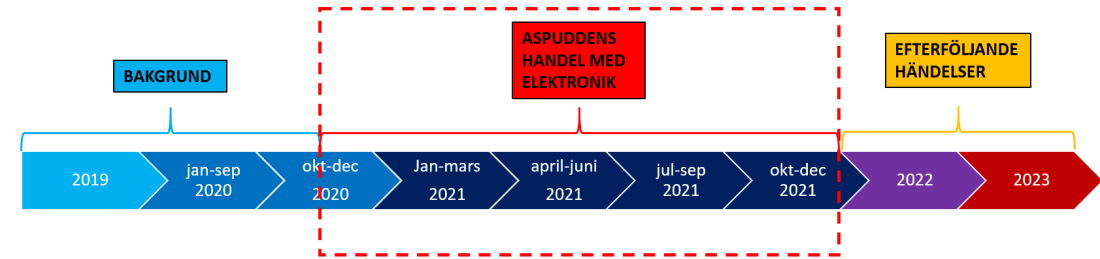 BAKGRUND
ASPUDDENS
HANDEL MED
ELEKTRONIK
EFTERFÖLJANDE
HÄNDELSER
2019
jan-sep
2020
okt-dec
2020
Jan-mars
2021
april-juni
2021
jul-sep
2021
okt-dec
2021
2022
2023